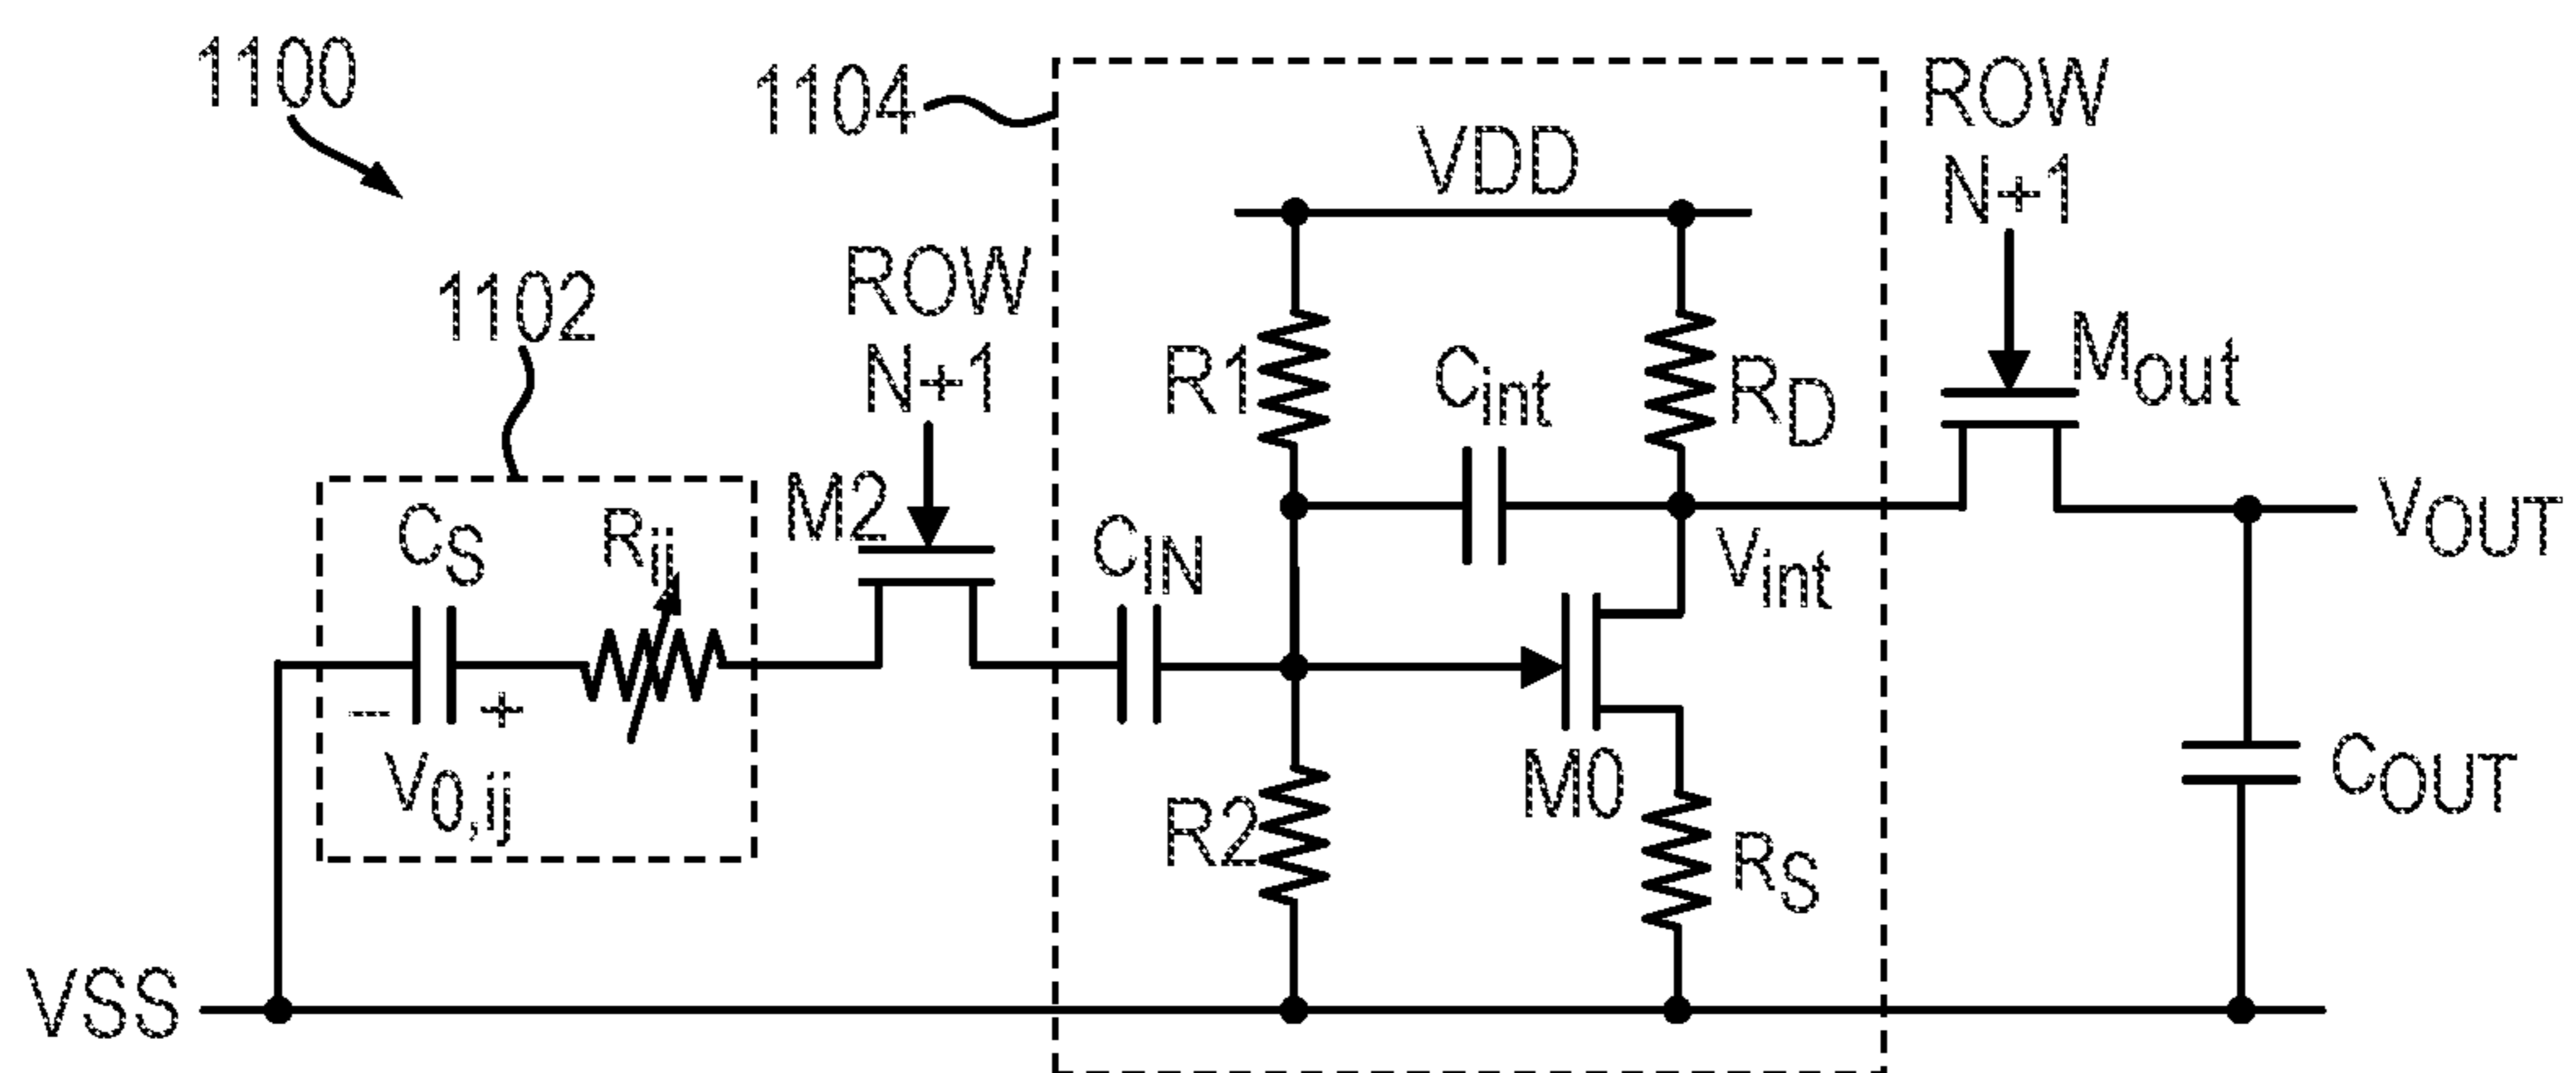 1100
1104
ROW
N+1
VDD
1102
ROW
N+1
R1
Cint
RD
Mout
CS
Rij
M2
CIN
Vint
VOUT
– +
V0,ij
R2
M0
RS
COUT
VSS